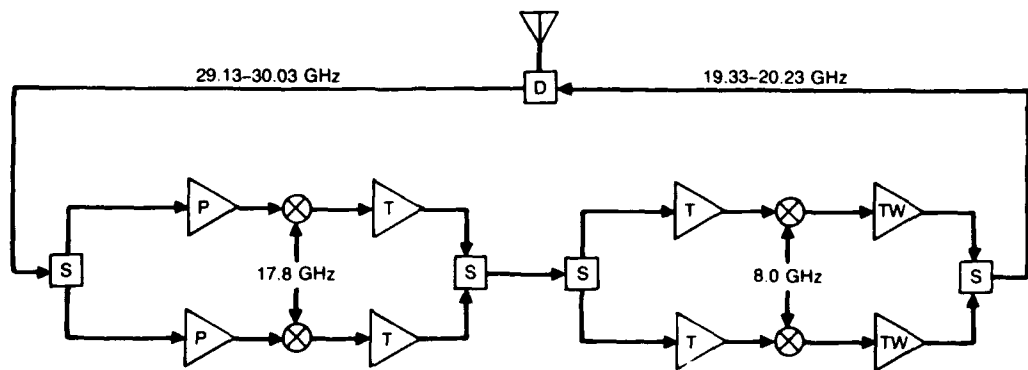 29.13–30.03 GHz
D
19.33–20.23 GHz
P
T
T
TW
S
17.8 GHz
S
S
8.0 GHz
S
P
T
T
TW